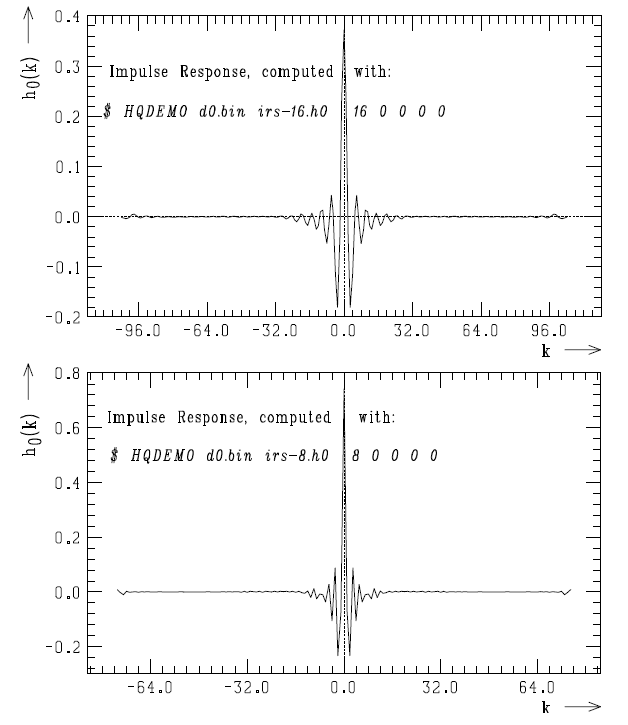 0.4
0.3
0.2
0.1
0.0
-0.1
-0.2
h0(k)
Impulse Response, computed with:
$ HQDEMO d0.bin irs-16.h0 16 0 0 0 0
-96.0 -64.0 -32.0 0.0 32.0 64.0 96.0
k
0.8
0.6
0.4
0.2
0.0
-0.2
h0(k)
Impulse Response, computed with:
$ HQDEMO d0.bin irs-8.h0 8 0 0 0 0
-64.0 -32.0 0.0 32.0 64.0
k